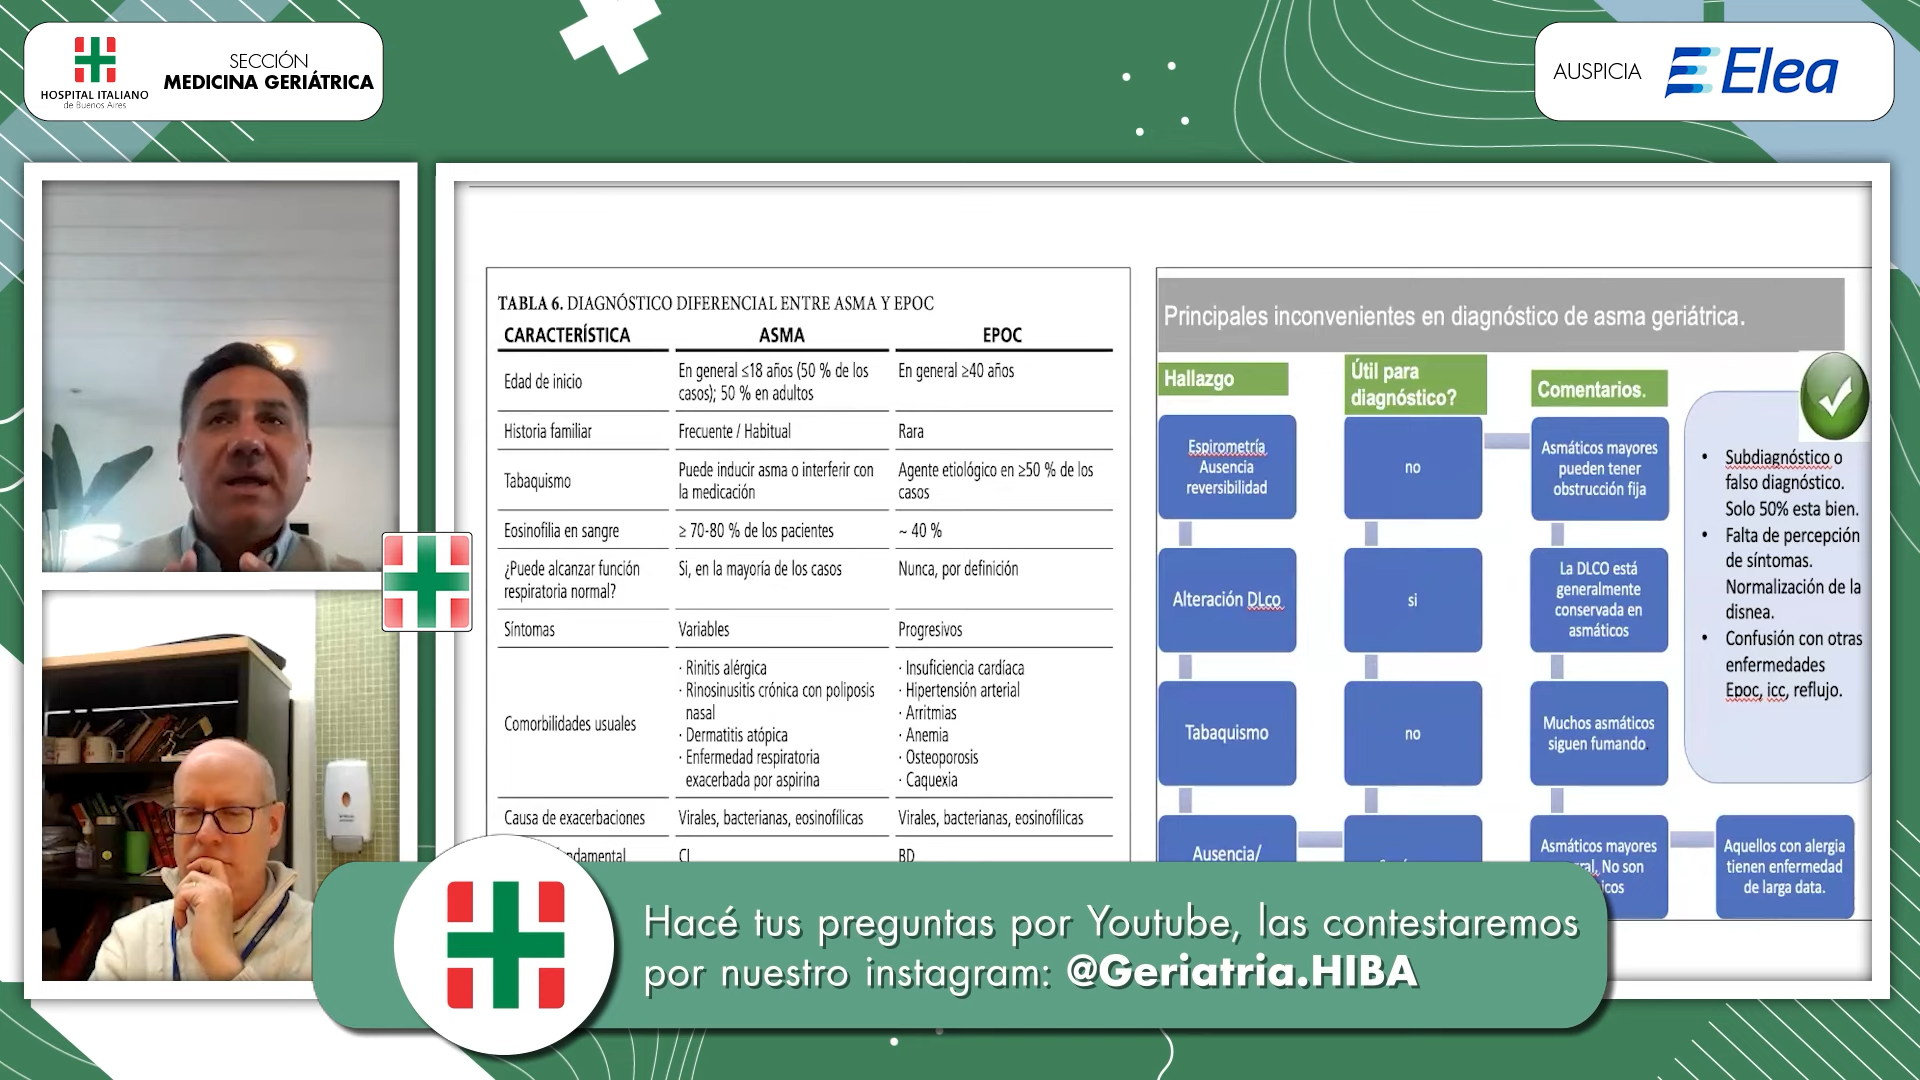 HOSPITAL ITALIANO
de Buenos Aires
SECCIÓN
MEDICINA GERIÁTRICA
AUSPICIA
Elea
TABLA 6. DIAGNÓSTICO DIFERENCIAL ENTRE ASMA Y EPOC
CARACTERÍSTICA ASMA EPOC
Edad de inicio
En general ≤18 años (50 % de los
casos); 50 % en adultos
En general ≥40 años
Historia familiar
Frecuente / Habitual
Rara
Tabaquismo
Puede inducir asma o interferir con
la medicación
Agente etiológico en ≥50 % de los
casos
Eosinofilia en sangre
≥ 70-80 % de los pacientes
~ 40 %
¿Puede alcanzar función
respiratoria normal?
Si, en la mayoría de los casos
Nunca, por definición
Síntomas
Variables
Progresivos
Comorbilidades usuales
· Rinitis alérgica
· Rinosinusitis crónica con poliposis
nasal
· Dermatitis atópica
· Enfermedad respiratoria
exacerbada por aspirina
· Insuficiencia cardíaca
· Hipertensión arterial
· Arritmias
· Anemia
· Osteoporosis
· Caquexia
Causa de exacerbaciones
Virales, bacterianas, eosinofílicas
Virales, bacterianas, eosinofílicas
ndamental
CI
BD
Principales inconvenientes en diagnóstico de asma geriátrica.
Hallazgo
Útil para
diagnóstico?
Comentarios.
Espirometría
Ausencia
reversibilidad
no
Asmáticos mayores
pueden tener
obstrucción fija
Alteración DLco
si
La DLCO está
generalmente
conservada en
asmáticos
Tabaquismo
no
Muchos asmáticos
siguen fumando.
Ausencia/
Asmáticos mayores
ral, No son
icos
Aquellos con alergia
tienen enfermedad
de larga data.
• Subdiagnóstico o
falso diagnóstico.
Solo 50% esta bien.
• Falta de percepción
de síntomas.
Normalización de la
disnea.
• Confusión con otras
enfermedades
Epoc, icc, reflujo.
Hacé tus preguntas por Youtube, las contestaremos
por nuestro instagram: @Geriatria.HIBA